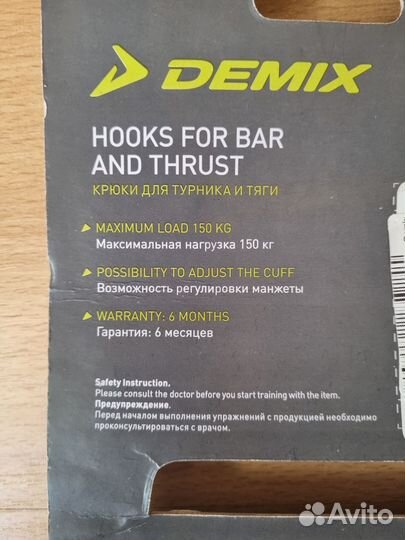 DEMIX
HOOKS FOR BAR
AND THRUST
КРЮКИ ДЛЯ ТУРНИКА И ТЯГИ
MAXIMUM LOAD 150 KG
Максимальная нагрузка 150 кг
POSSIBILITY TO ADJUST THE CUFF
Возможность регулировки манжеты
WARRANTY: 6 MONTHS
Гарантия: 6 месяцев
Safety Instruction.
Please consult the doctor before you start training with the item.
Предупреждение.
Перед началом выполнения упражнений с продукцией необходимо
проконсультироваться с врачом.
Avito